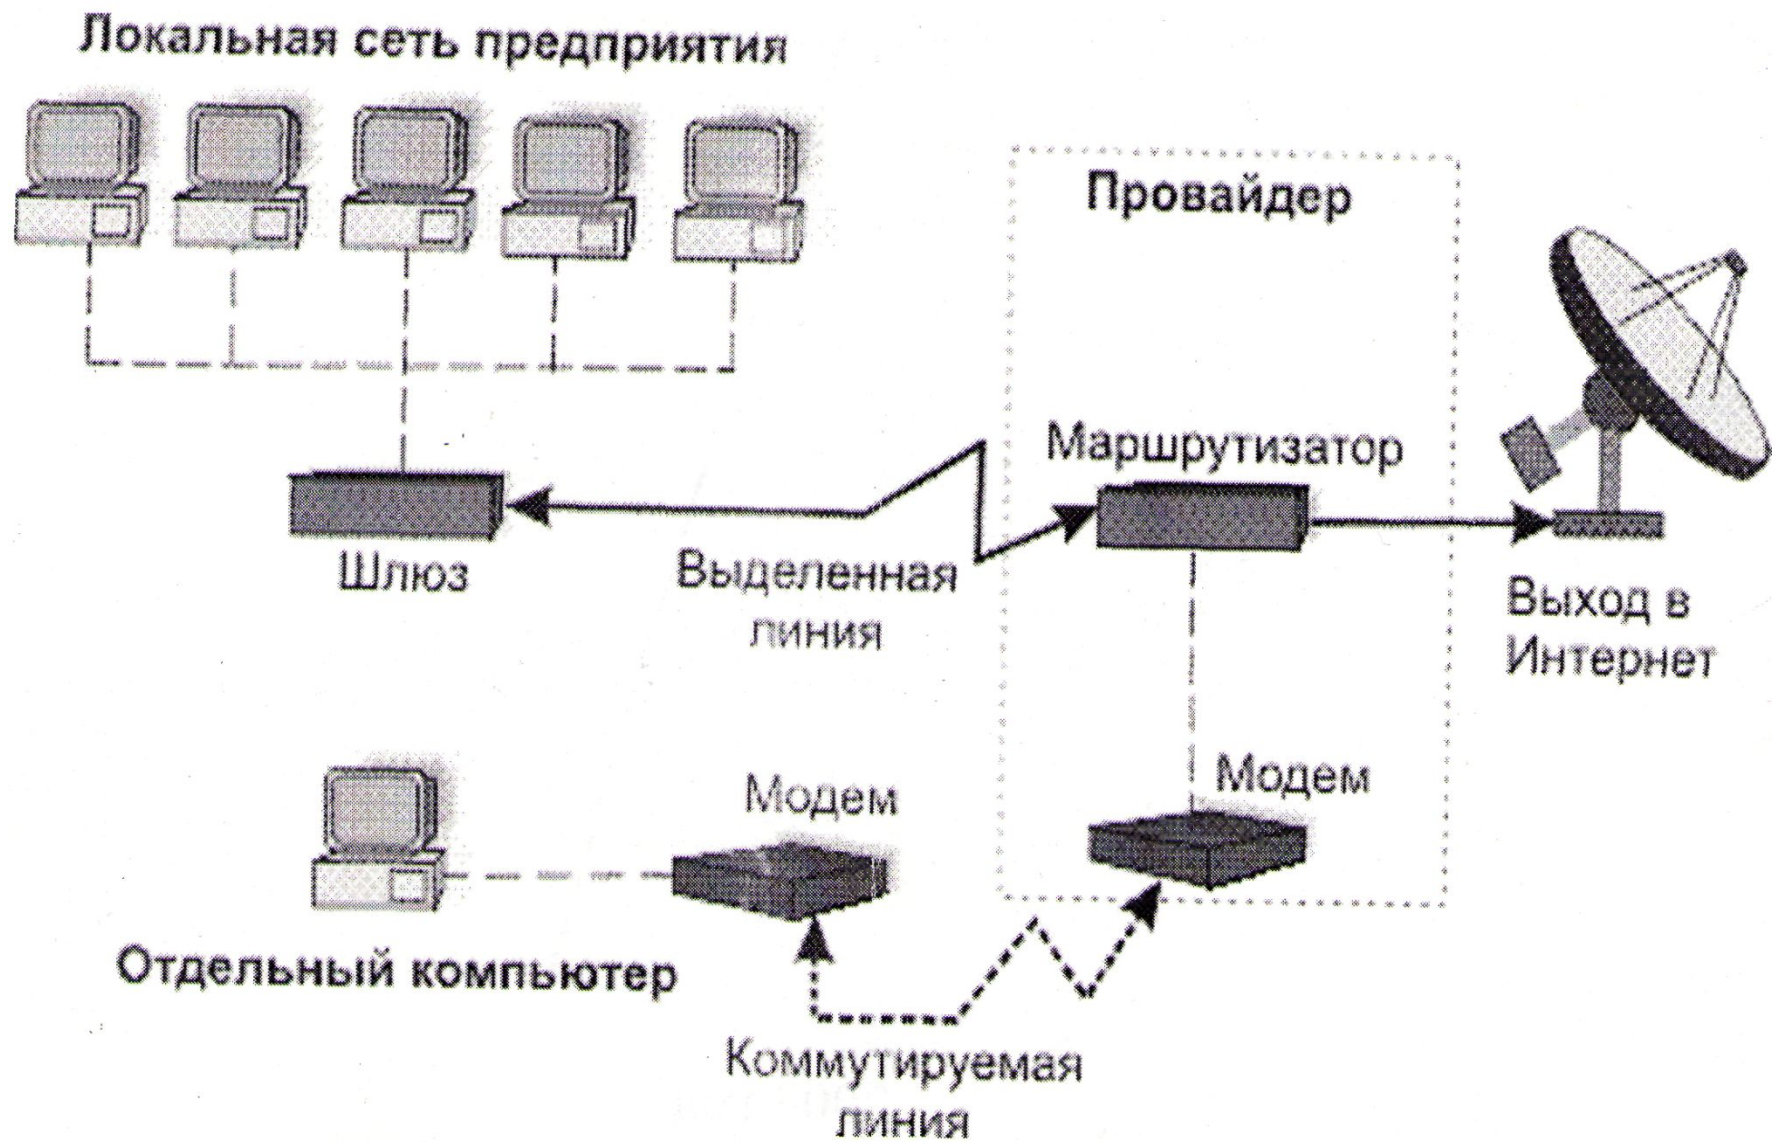 Локальная сеть предприятия
Провайдер
Маршрутизатор
Шлюз
Выделенная
линия
Выход в
Интернет
Модем
Модем
Отдельный компьютер
Коммутируемая
линия